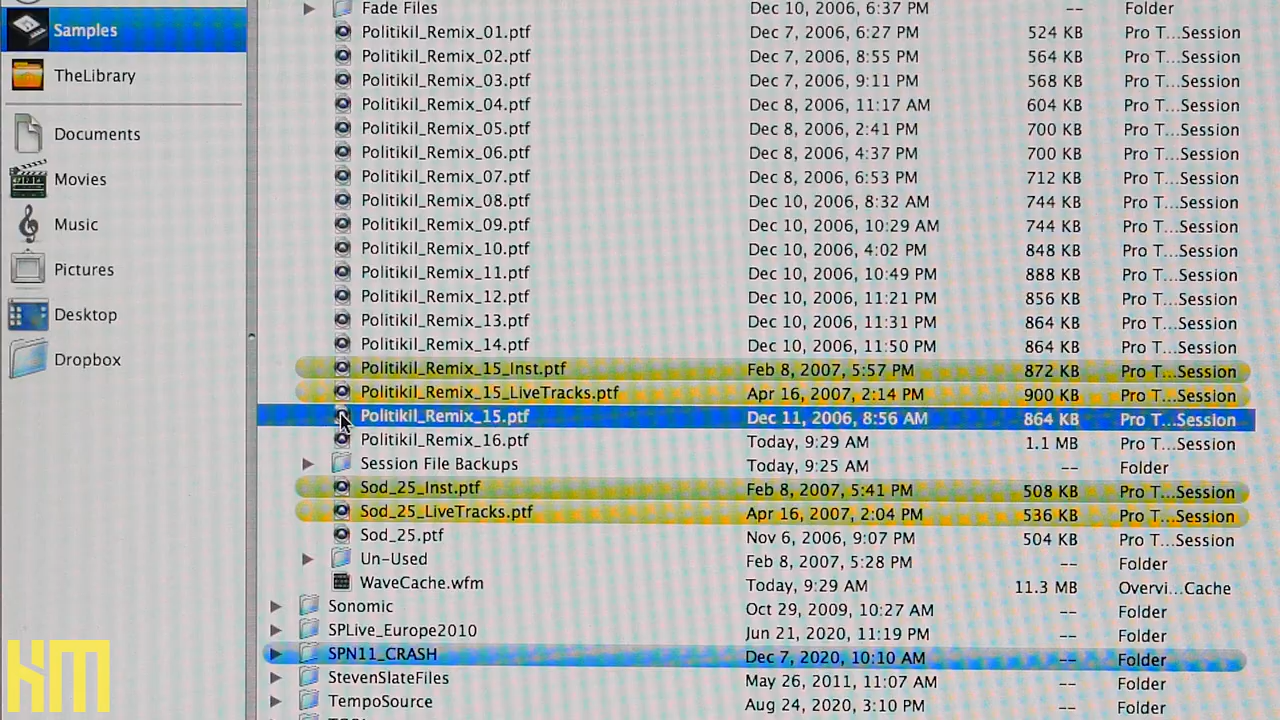 Samples
TheLibrary
Documents
Movies
Music
Pictures
Desktop
Dropbox
Fade Files Dec 10, 2006, 6:37 PM -- Folder
Politikil_Remix_01.ptf Dec 7, 2006, 6:27 PM 524 KB Pro T...Session
Politikil_Remix_02.ptf Dec 7, 2006, 8:55 PM 564 KB Pro T...Session
Politikil_Remix_03.ptf Dec 7, 2006, 9:11 PM 568 KB Pro T...Session
Politikil_Remix_04.ptf Dec 8, 2006, 11:17 AM 604 KB Pro T...Session
Politikil_Remix_05.ptf Dec 8, 2006, 2:41 PM 700 KB Pro T...Session
Politikil_Remix_06.ptf Dec 8, 2006, 4:37 PM 700 KB Pro T...Session
Politikil_Remix_07.ptf Dec 8, 2006, 6:53 PM 712 KB Pro T...Session
Politikil_Remix_08.ptf Dec 10, 2006, 8:32 AM 744 KB Pro T...Session
Politikil_Remix_09.ptf Dec 10, 2006, 10:29 AM 744 KB Pro T...Session
Politikil_Remix_10.ptf Dec 10, 2006, 4:02 PM 848 KB Pro T...Session
Politikil_Remix_11.ptf Dec 10, 2006, 10:49 PM 888 KB Pro T...Session
Politikil_Remix_12.ptf Dec 10, 2006, 11:21 PM 856 KB Pro T...Session
Politikil_Remix_13.ptf Dec 10, 2006, 11:31 PM 864 KB Pro T...Session
Politikil_Remix_14.ptf Dec 10, 2006, 11:50 PM 864 KB Pro T...Session
Politikil_Remix_15_Inst.ptf Feb 8, 2007, 5:57 PM 872 KB Pro T...Session
Politikil_Remix_15_LiveTracks.ptf Apr 16, 2007, 2:14 PM 900 KB Pro T...Session
Politikil_Remix_15.ptf Dec 11, 2006, 8:56 AM 864 KB Pro T...Session
Politikil_Remix_16.ptf Today, 9:29 AM 1.1 MB Pro T...Session
Session File Backups Today, 9:25 AM -- Folder
Sod_25_Inst.ptf Feb 8, 2007, 5:41 PM 508 KB Pro T...Session
Sod_25_LiveTracks.ptf Apr 16, 2007, 2:04 PM 536 KB Pro T...Session
Sod_25.ptf Nov 6, 2006, 9:07 PM 504 KB Pro T...Session
Un-Used Feb 8, 2007, 5:28 PM -- Folder
WaveCache.wfm Today, 9:29 AM 11.3 MB Overvi...Cache
Sonomic Oct 29, 2009, 10:27 AM -- Folder
SPLive_Europe2010 Jun 21, 2020, 11:19 PM -- Folder
SPN11_CRASH Dec 7, 2020, 10:10 AM -- Folder
StevenSlateFiles May 26, 2011, 11:07 AM -- Folder
TempoSource Aug 24, 2020, 3:10 PM -- Folder
KM